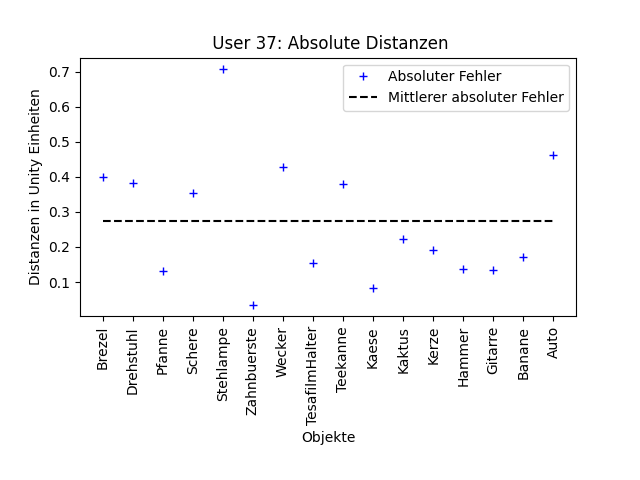 User 37: Absolute Distanzen
Absoluter Fehler
Mittlerer absoluter Fehler
Distanzen in Unity Einheiten
0.7
0.6
0.5
0.4
0.3
0.2
0.1
Brezel
Drehstuhl
Pfanne
Schere
Stehlampe
Zahnbuerste
Wecker
TesafilmHalter
Teekanne
Kaese
Kaktus
Kerze
Hammer
Gitarre
Banane
Auto
Objekte